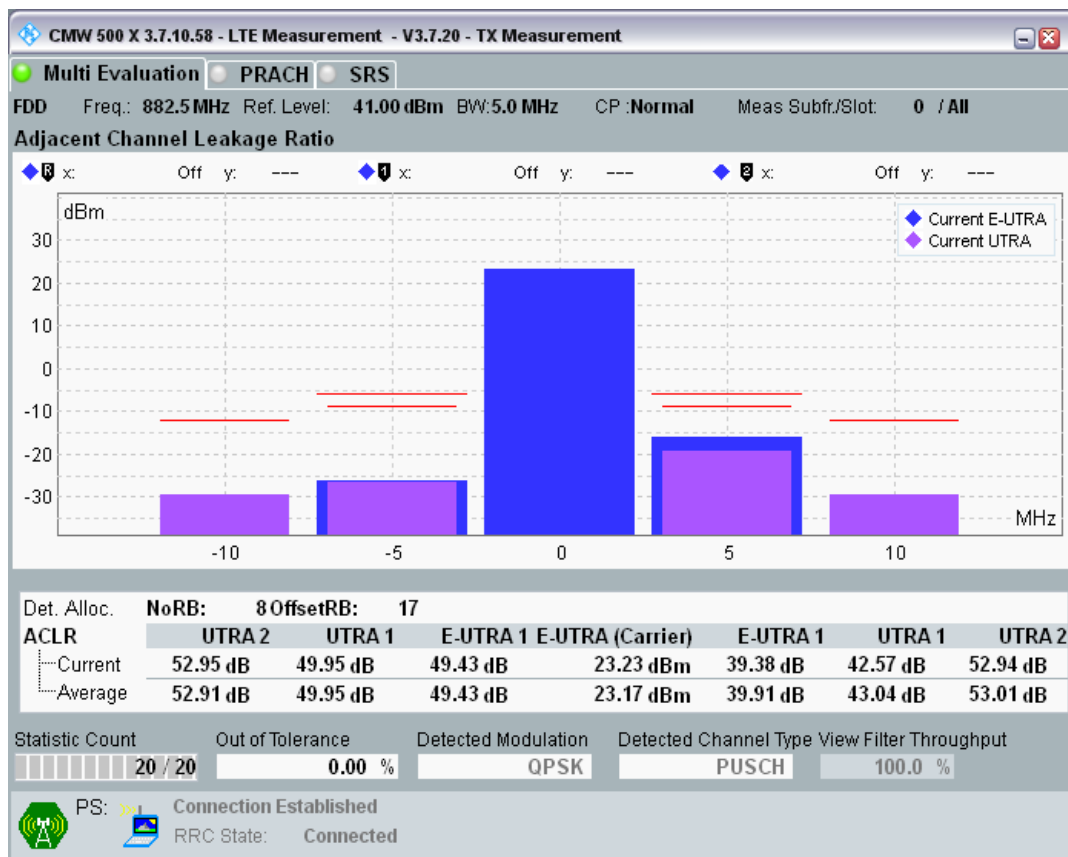 CMW 500 X 3.7.10.58 - LTE Measurement - V3.7.20 - TX Measurement
Multi Evaluation PRACH SRS
FDD Freq.: 882.5 MHz Ref. Level: 41.00 dBm BW:5.0 MHz CP :Normal Meas Subfr./Slot: 0 / All
Adjacent Channel Leakage Ratio
R x: Off y: --- 1 x: Off y: --- 2 x: Off y: ---
dBm
Current E-UTRA
Current UTRA
30
20
10
0
-10
-20
-30
MHz
-10 -5 0 5 10
Det. Alloc. NoRB: 8 OffsetRB: 17
ACLR UTRA 2 UTRA 1 E-UTRA 1 E-UTRA (Carrier) E-UTRA 1 UTRA 1 UTRA 2
Current 52.95 dB 49.95 dB 49.43 dB 23.23 dBm 39.38 dB 42.57 dB 52.94 dB
Average 52.91 dB 49.95 dB 49.43 dB 23.17 dBm 39.91 dB 43.04 dB 53.01 dB
Statistic Count Out of Tolerance Detected Modulation Detected Channel Type View Filter Throughput
20 / 20 0.00 % QPSK PUSCH 100.0 %
PS: Connection Established
RRC State: Connected